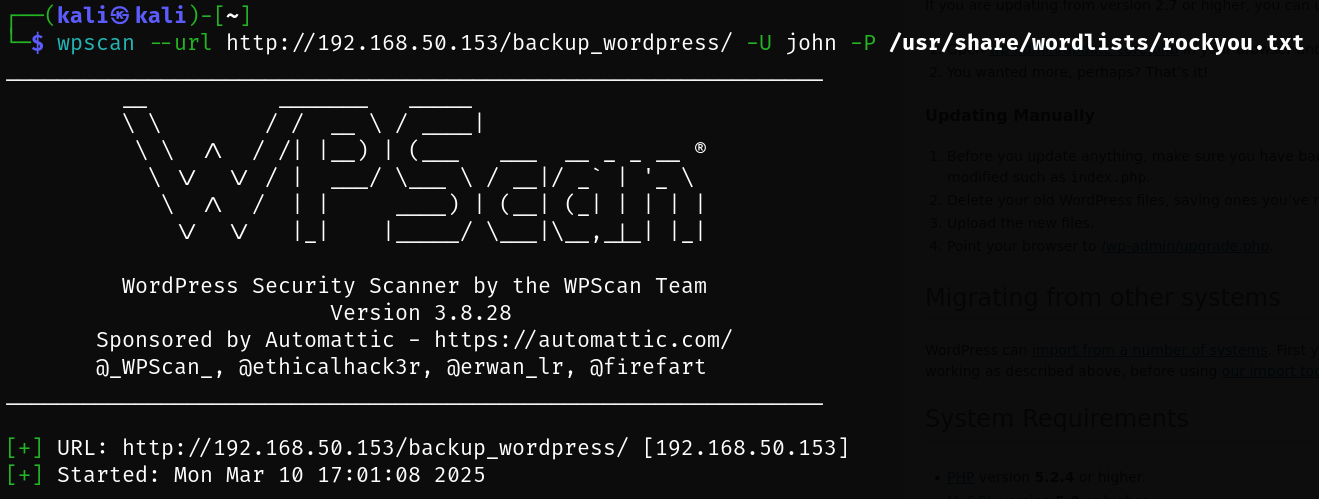 ┌──(kali㉿kali)-[~]
└─$ wpscan --url http://192.168.50.153/backup_wordpress/ -U john -P /usr/share/wordlists/rockyou.txt
WPScan ®
WordPress Security Scanner by the WPScan Team
Version 3.8.28
Sponsored by Automattic - https://automattic.com/
@_WPScan_, @ethicalhack3r, @erwan_lr, @firefart
[+] URL: http://192.168.50.153/backup_wordpress/ [192.168.50.153]
[+] Started: Mon Mar 10 17:01:08 2025
If you are updating from version 2.7 or higher, you can
2. You wanted more, perhaps? That's it!
Updating Manually
1. Before you update anything, make sure you have
modified such as index.php.
2. Delete your old WordPress files, saving ones you've
3. Upload the new files.
4. Point your browser to /wp-admin/upgrade.php.
Migrating from other systems
WordPress can import from a number of systems. First
working as described above, before using our import
System Requirements
• PHP version 5.2.4 or higher.